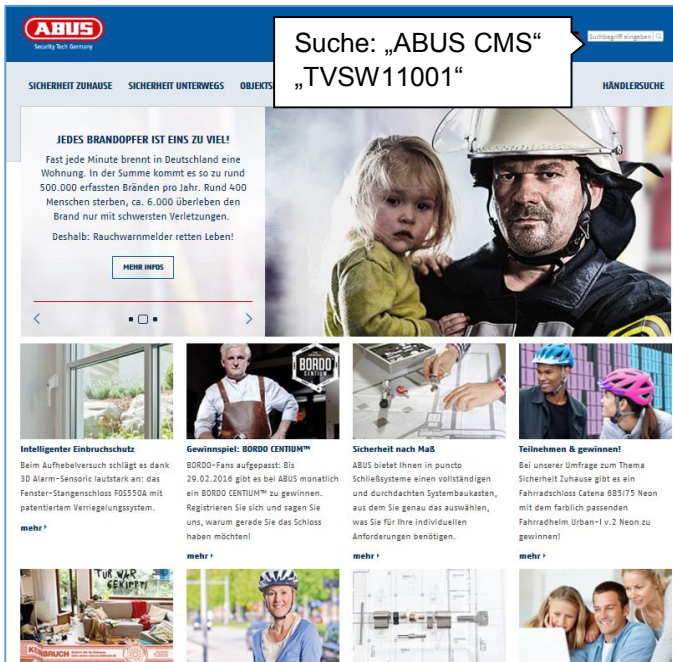 ABUS
Security Tech Germany
Suche: „ABUS CMS“
„TVSW11001“
Suchbegriff eingeben
SICHERHEIT ZUHAUSE SICHERHEIT UNTERWEGS OBJEKTS
HÄNDLERSUCHE
JEDES BRANDOPFER IST EINS ZU VIEL!
Fast jede Minute brennt in Deutschland eine
Wohnung. In der Summe kommt es so zu rund
500.000 erfassten Bränden pro Jahr. Rund 400
Menschen sterben, ca. 6.000 überleben den
Brand nur mit schwersten Verletzungen.
Deshalb: Rauchwarnmelder retten Leben!
MEHR INFOS
BORDO
CENTIUM
Intelligenter Einbruchschutz
Beim Aufhebelversuch schlägt es dank
3D Alarm-Sensoric lautstark an: das
Fenster-Stangenschloss FOS550A mit
patentiertem Verriegelungssystem.
mehr ›
Gewinnspiel: BORDO CENTIUM™
BORDO-Fans aufgepasst: Bis
29.02.2016 gibt es bei ABUS monatlich
ein BORDO CENTIUM™ zu gewinnen.
Registrieren Sie sich und sagen Sie
uns, warum gerade Sie das Schloss
haben möchten!
mehr ›
Sicherheit nach Maß
ABUS bietet Ihnen in puncto
Schließsysteme einen vollständigen
und durchdachten Systembaukasten,
aus dem Sie genau das auswählen,
was Sie für Ihre individuellen
Anforderungen benötigen.
mehr ›
Teilnehmen & gewinnen!
Bei unserer Umfrage zum Thema
Sicherheit Zuhause gibt es ein
Fahrradschloss Catena 685/75 Neon
mit dem farblich passenden
Fahrradhelm Urban-I v.2 Neon zu
gewinnen!
mehr ›
TÜR WAR
GEKIPPT!